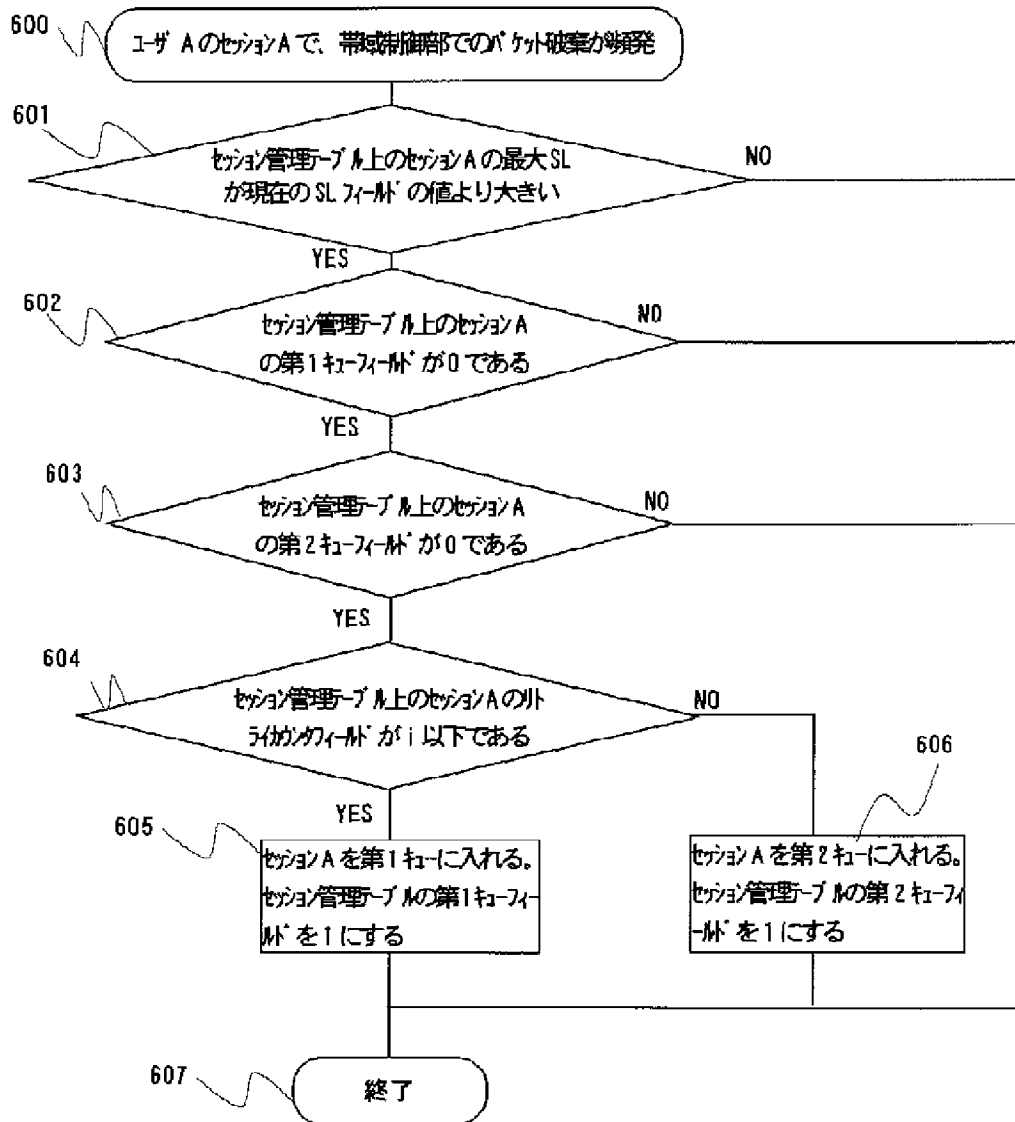 600
ユーザ Aのセッション Aで、帯域制御部でのパケット破棄が頻発
601
セッション管理テーブル上のセッション Aの最大SL
が現在のSLフィールドの値より大きい
NO
YES
602
セッション管理テーブル上のセッション A
の第1キューフィールドが0である
NO
YES
603
セッション管理テーブル上のセッション A
の第2キューフィールドが0である
NO
YES
604
セッション管理テーブル上のセッション Aのリト
ライカウンタフィールドがi以下である
NO
YES
605
606
セッション Aを第1キューに入れる。
セッション管理テーブルの第1キューフィー
ルドを1にする
セッション Aを第2キューに入れる。
セッション管理テーブルの第2キューフィ
ールドを1にする
607
終了